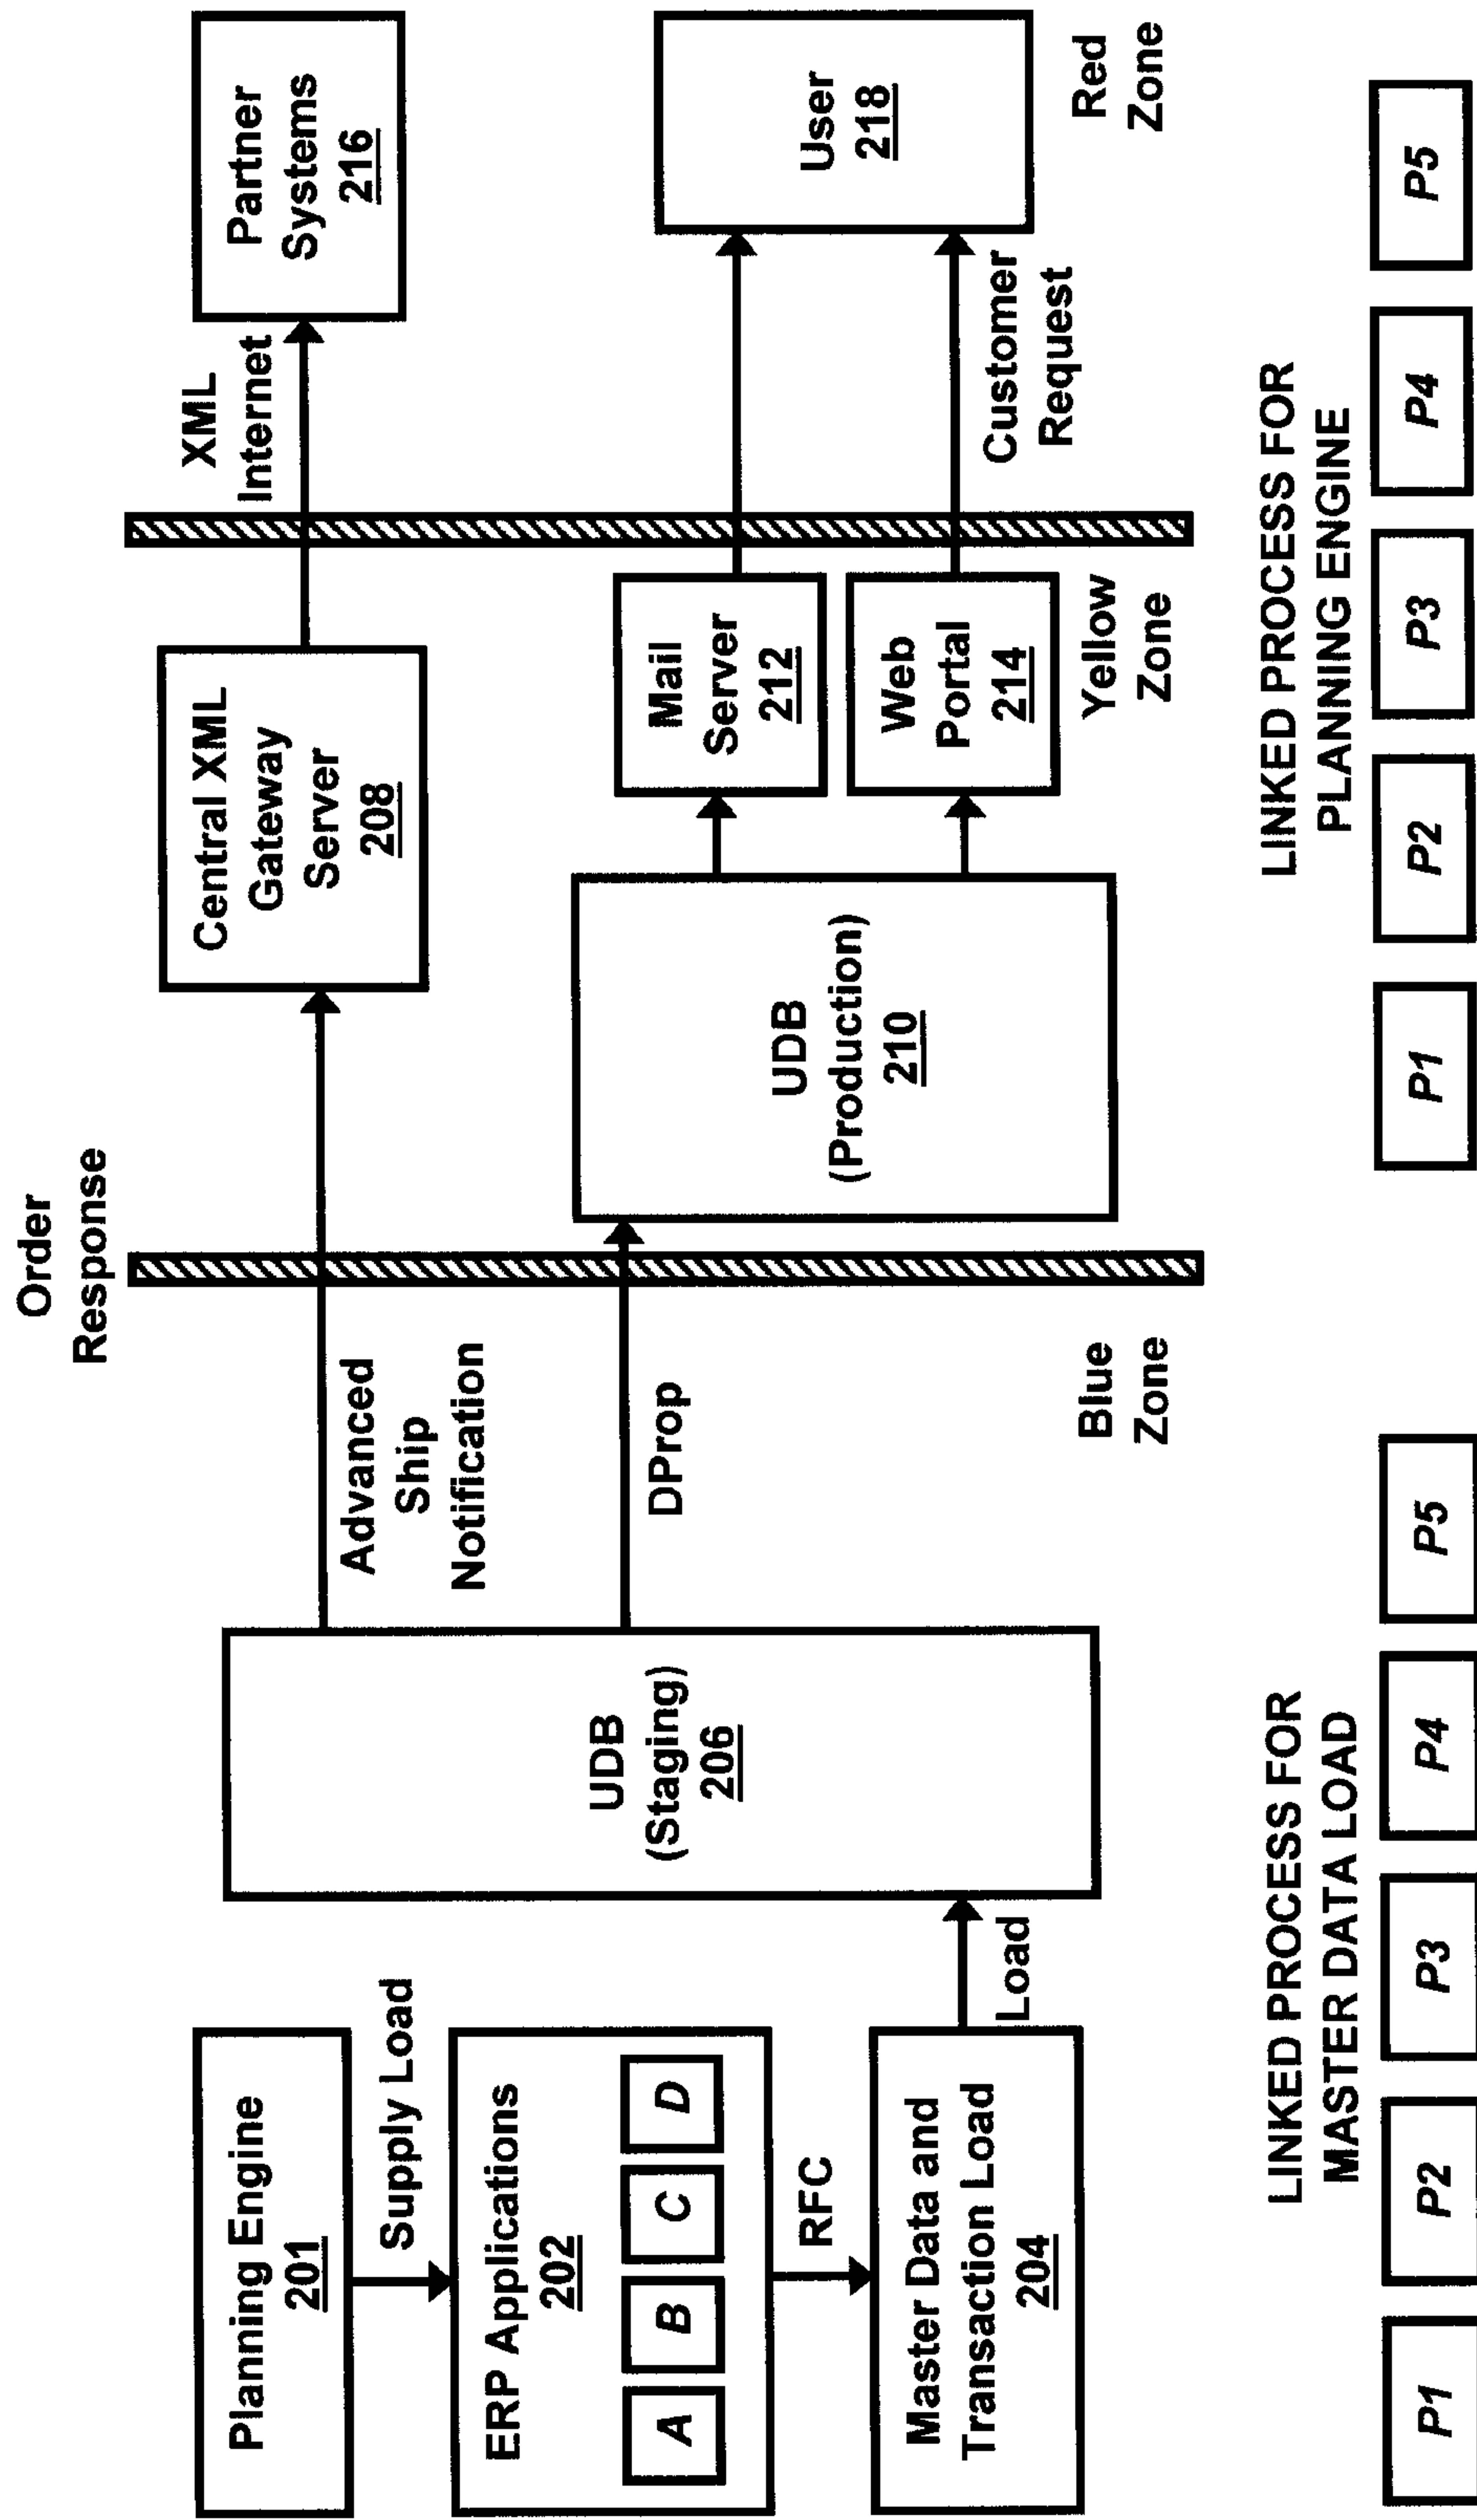 Planning Engine
201
Supply Load
ERP Applications
202
A
B
C
D
RFC
Master Data and
Transaction Load
204
Load
UDB
(Staging)
206
Advanced
Ship
Notification
DProp
Blue
Zone
Order
Response
Central XML
Gateway
Server
208
UDB
(Production)
210
Mail
Server
212
Web
Portal
214
Yellow
Zone
XML
Internet
Partner
Systems
216
User
218
Customer
Request
Red
Zone
LINKED PROCESS FOR
MASTER DATA LOAD
P1
P2
P3
P4
P5
LINKED PROCESS FOR
PLANNING ENGINE
P1
P2
P3
P4
P5